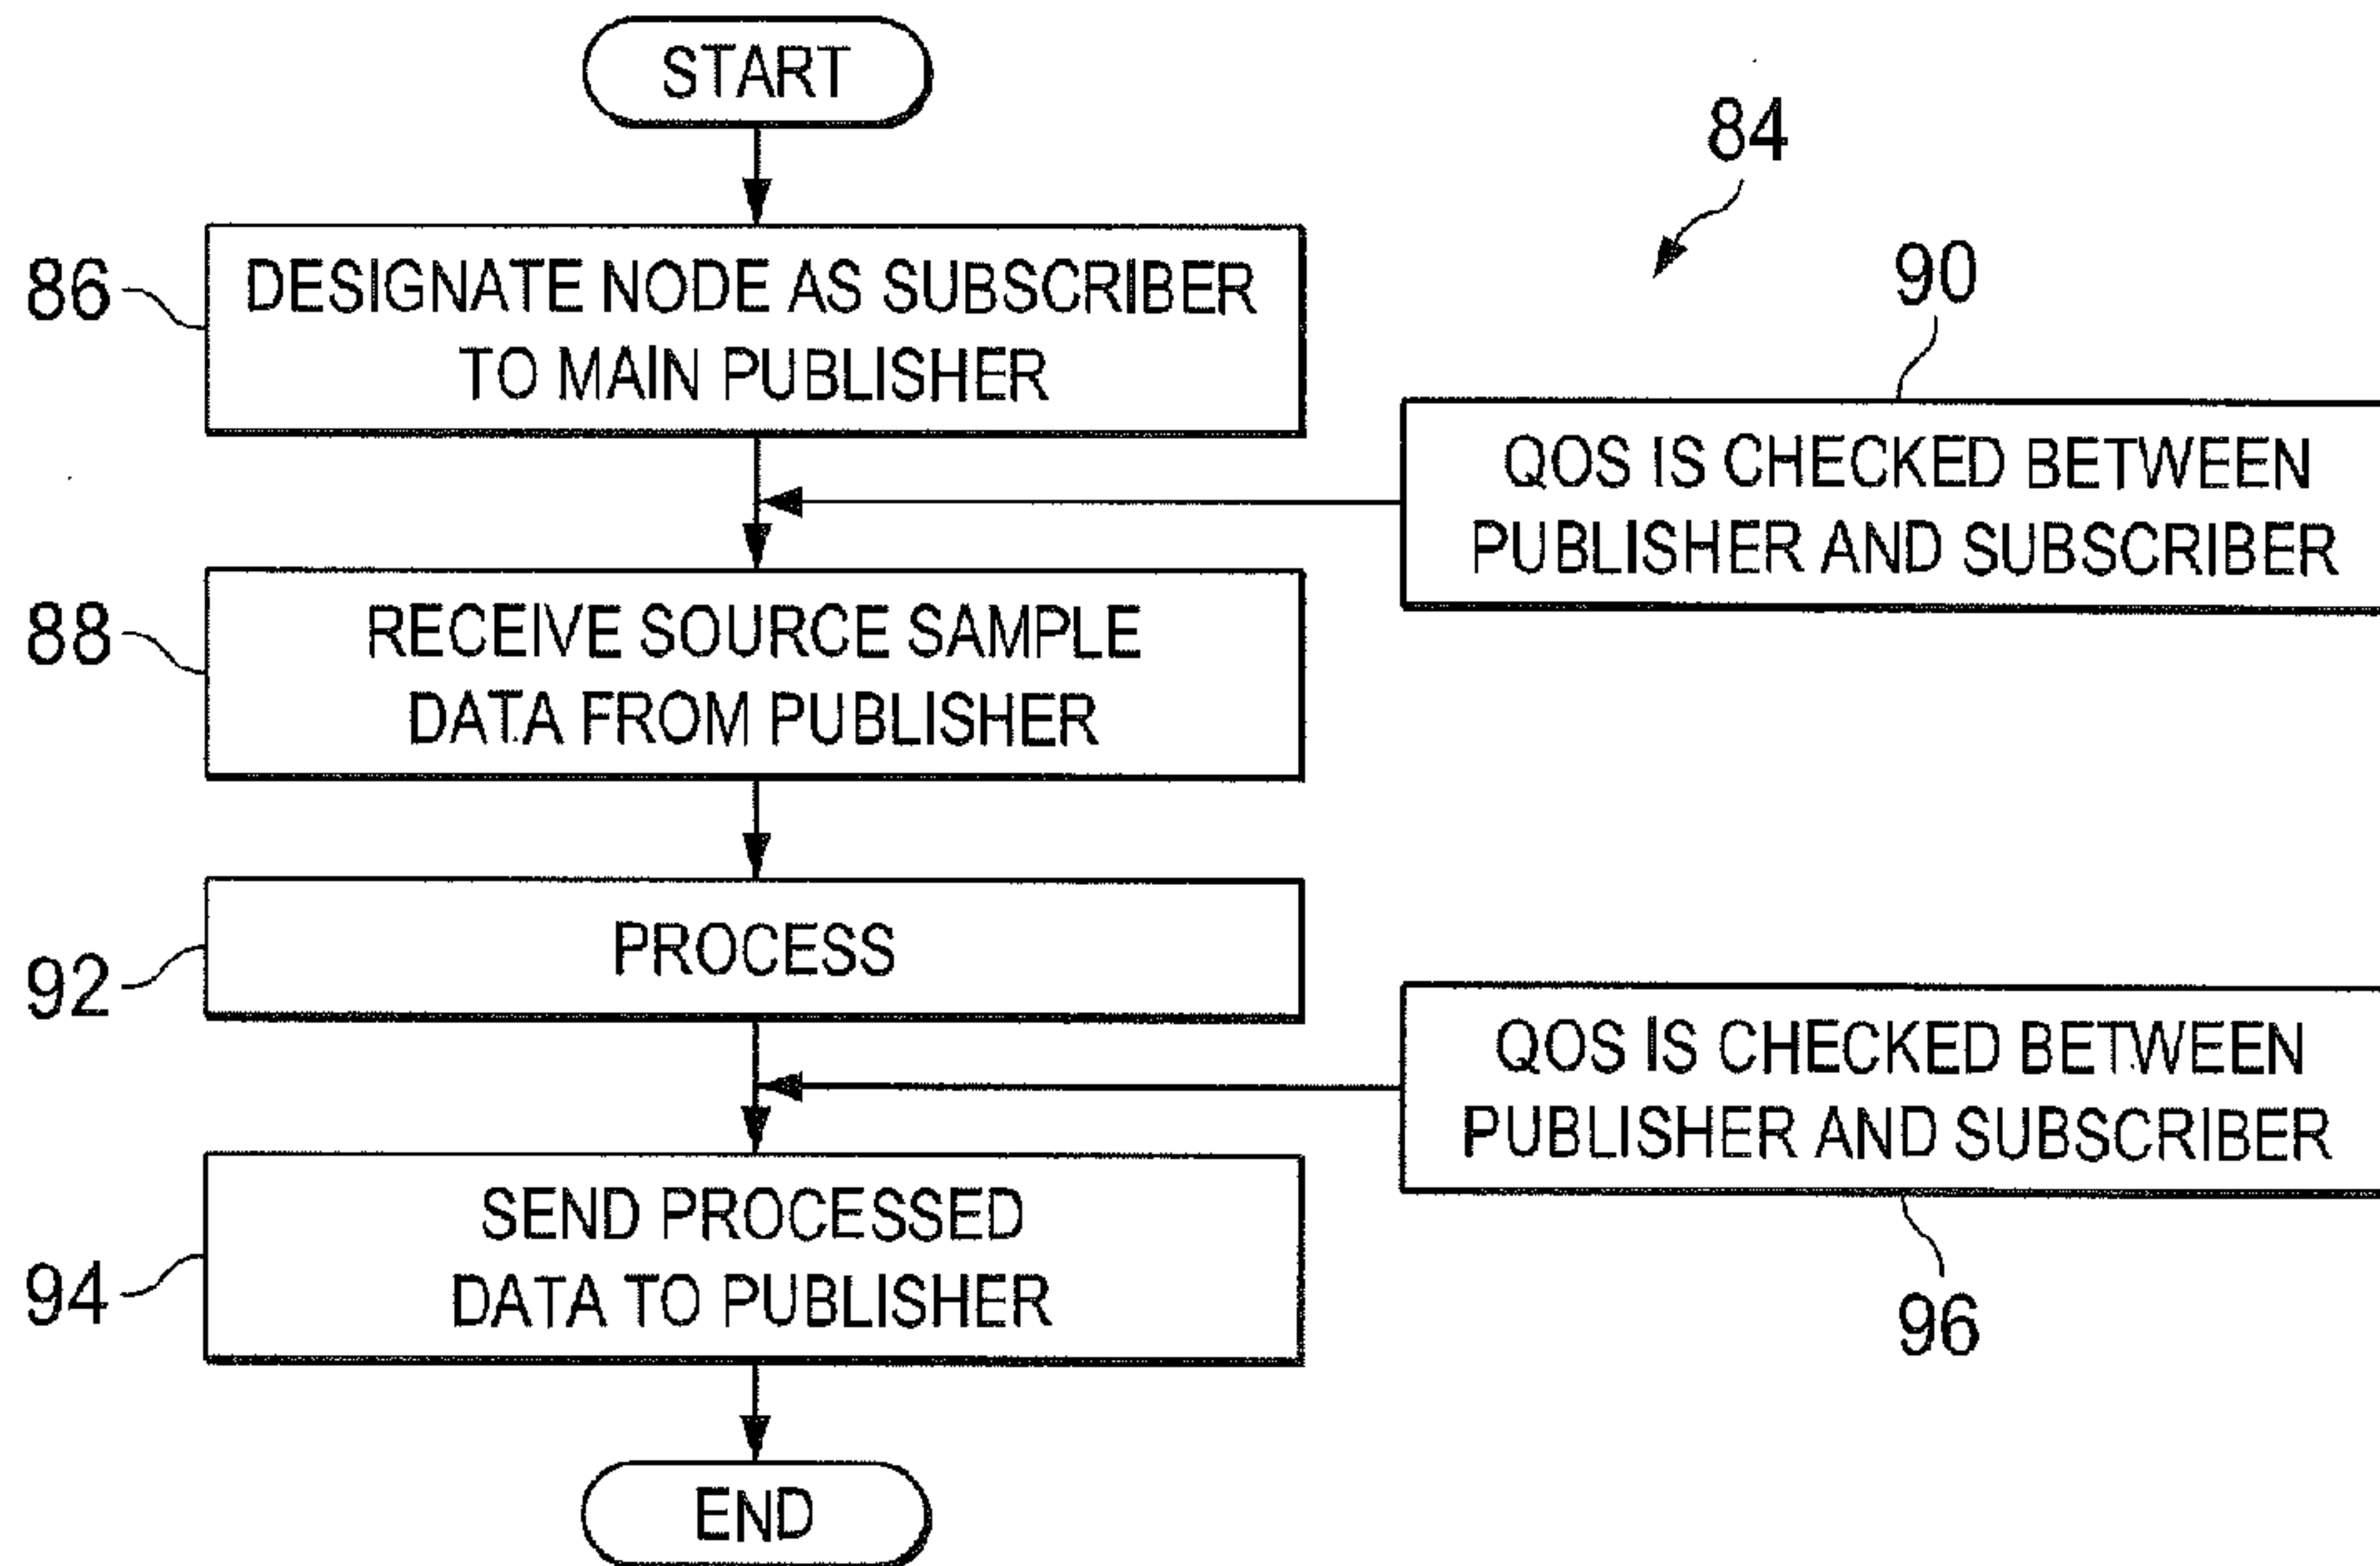 START
84
86
DESIGNATE NODE AS SUBSCRIBER
TO MAIN PUBLISHER
90
QOS IS CHECKED BETWEEN
PUBLISHER AND SUBSCRIBER
88
RECEIVE SOURCE SAMPLE
DATA FROM PUBLISHER
92
PROCESS
QOS IS CHECKED BETWEEN
PUBLISHER AND SUBSCRIBER
96
94
SEND PROCESSED
DATA TO PUBLISHER
END